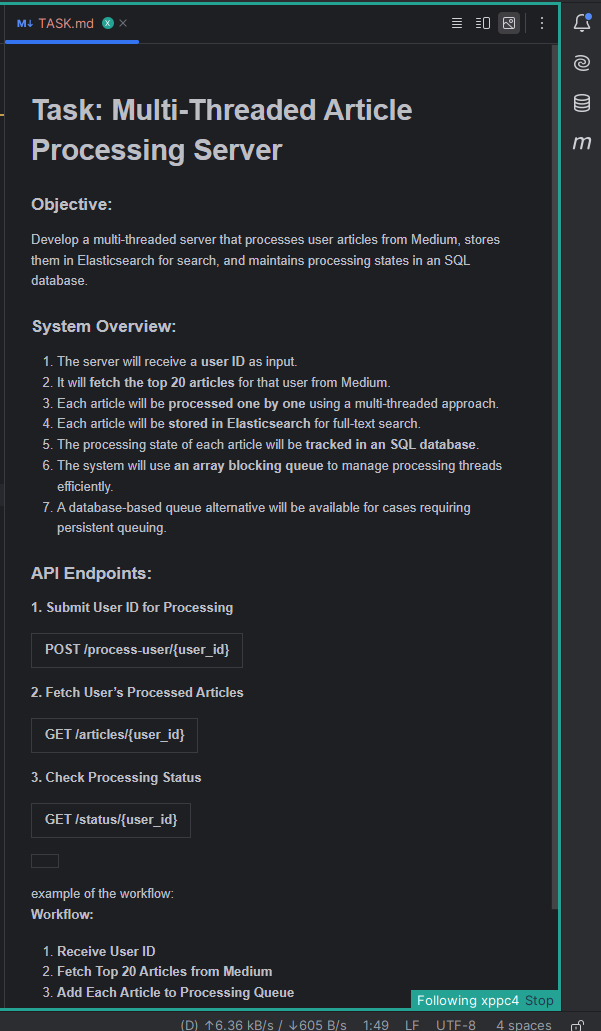 M↓ TASK.md X ×
m
Task: Multi-Threaded Article
Processing Server
Objective:
Develop a multi-threaded server that processes user articles from Medium, stores
them in Elasticsearch for search, and maintains processing states in an SQL
database.
System Overview:
1. The server will receive a user ID as input.
2. It will fetch the top 20 articles for that user from Medium.
3. Each article will be processed one by one using a multi-threaded approach.
4. Each article will be stored in Elasticsearch for full-text search.
5. The processing state of each article will be tracked in an SQL database.
6. The system will use an array blocking queue to manage processing threads
efficiently.
7. A database-based queue alternative will be available for cases requiring
persistent queuing.
API Endpoints:
1. Submit User ID for Processing
POST /process-user/{user_id}
2. Fetch User’s Processed Articles
GET /articles/{user_id}
3. Check Processing Status
GET /status/{user_id}
example of the workflow:
Workflow:
1. Receive User ID
2. Fetch Top 20 Articles from Medium
3. Add Each Article to Processing Queue
Following xppc4 Stop
(D) ↑6.36 kB/s / ↓605 B/s 1:49 LF UTF-8 4 spaces